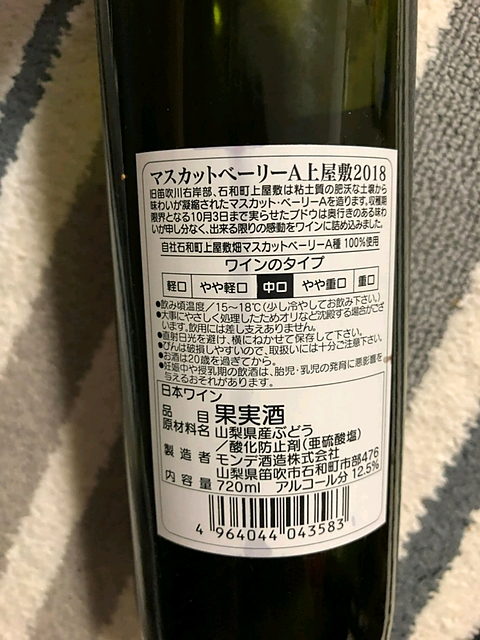 マスカットベーリーA上屋敷2018
旧笛吹川右岸部、石和町上屋敷は粘土質の肥沃な土壌から
味わいが凝縮されたマスカット・ベーリーAを造ります。収穫期
限界となる10月3日まで実らせたブドウは奥行きのある味わ
いが申し分なく、出来る限りの感動をワインに詰め込みました。
自社石和町上屋敷畑マスカットベーリーA種 100%使用
ワインのタイプ
軽口 やや軽口 中口 やや重口 重口
●飲み頃温度/15~18℃(少し冷やしてお飲み下さい。)
●大事にやさしく処理したためオリなど沈殿する場合がござ
います。飲用には差し支えありません。
●直射日光を避け、横にねかせて保存して下さい。
●びんは破損しやすいので、取扱いには十分ご注意下さい。
●お酒は20歳を過ぎてから。
●妊娠中や授乳期の飲酒は、胎児・乳児の発育に悪影響を
与えるおそれがあります。
日本ワイン
品目 果実酒
原材料名 山梨県産ぶどう
/酸化防止剤(亜硫酸塩)
製造者 モンデ酒造株式会社
山梨県笛吹市石和町市部476
内容量 720ml アルコール分 12.5%
4 964044 043583